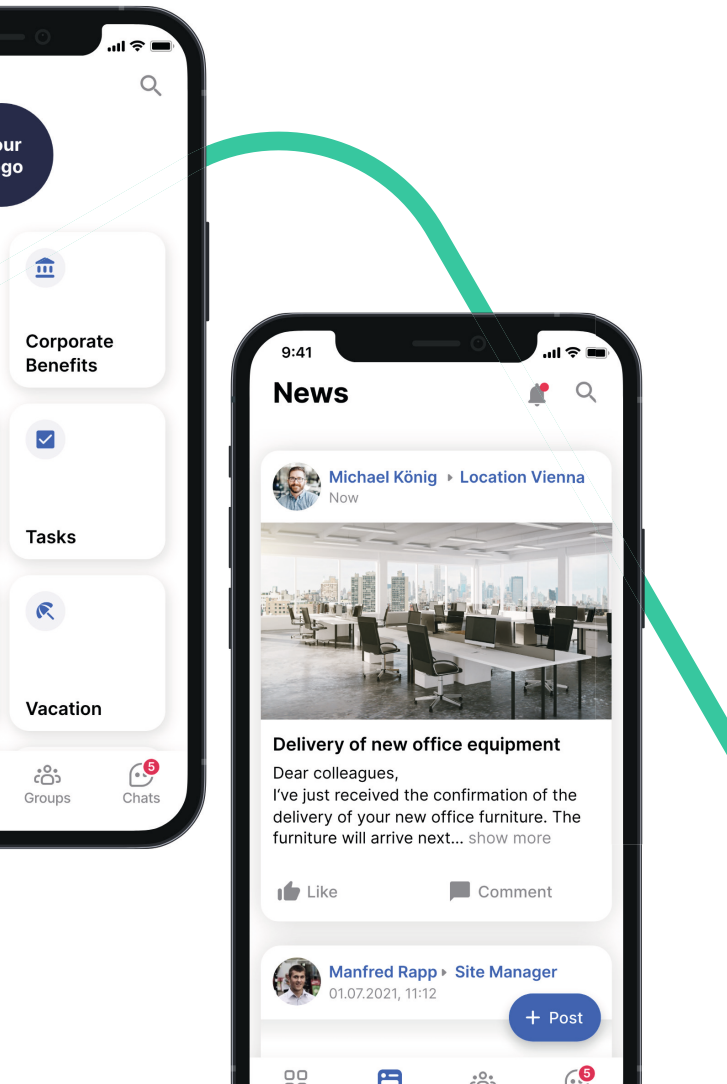 our
go
Corporate
Benefits
Tasks
Vacation
Groups
5
Chats
9:41
News
Michael König
Location Vienna
Now
Delivery of new office equipment
Dear colleagues,
I've just received the confirmation of the
delivery of your new office furniture. The
furniture will arrive next... show more
Like
Comment
Manfred Rapp
Site Manager
01.07.2021, 11:12
+ Post
5